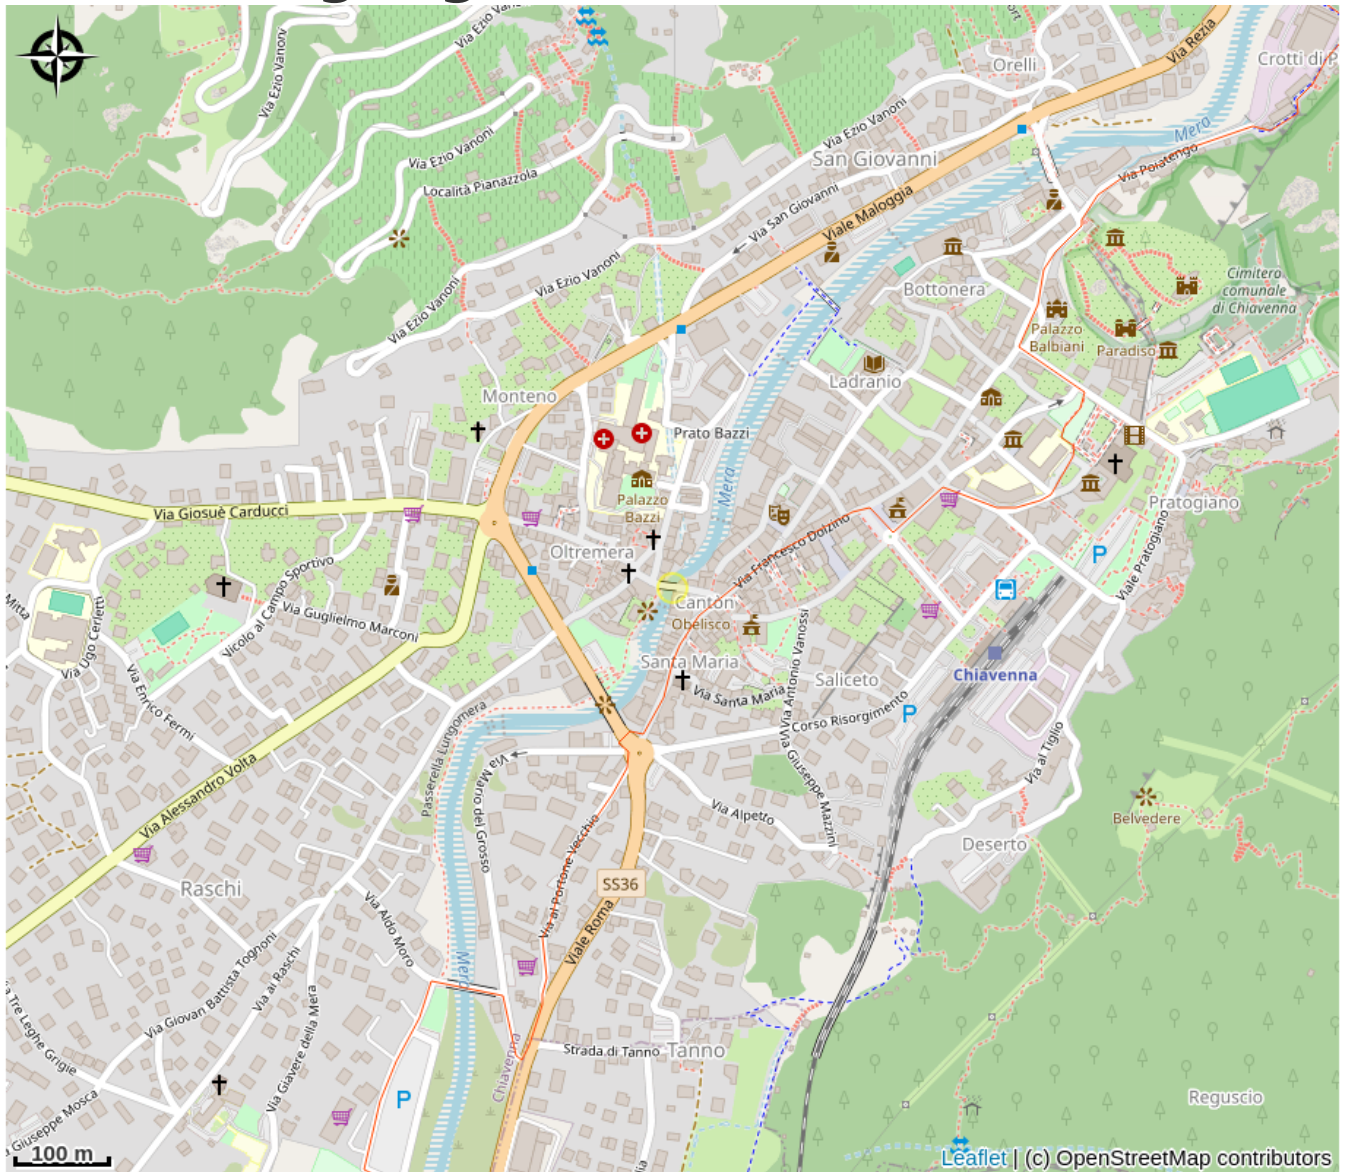 Via Ezio Vanoni
Via Rezia
Orelli
Crotti di P
Via Ezio Vanoni
Via Ezio Vanoni
Mera
Via Ezio Vanoni
San Giovanni
Via Poiatengo
Località Pianazzola
Via San Giovanni
Viale Maloggia
Via Ezio Vanoni
Bottonera
Cimitero
comunale
di Chiavenna
Via Ezio Vanoni
Palazzo
Balbiani
Paradiso
Ladranio
Monteno
Prato Bazzi
Mera
Palazzo
Bazzi
Via Giosuè Carducci
Pratogiano
Via Francesco Dolzino
Oltremera
P
Viale Pratogiano
Vicolo al Campo Sportivo
Mitta
Via Ugo Cerletti
Via Guglielmo Marconi
Canton
Obelisco
Santa Maria
Via Antonio Vanossi
Saliceto
Chiavenna
Via Santa Maria
Via Enrico Fermi
Corso Risorgimento
P
Passerella Lungomera
Via Mario del Grosso
Via Giuseppe Mazzini
Via al Tiglio
Via Alessandro Volta
Via Alpetto
Belvedere
Deserto
Via al Portone Vecchio
Raschi
SS36
Via Aldo Moro
Viale Roma
Via Giovan Battista Tognoni
Via ai Raschi
Mera
Via Giavere della Mera
a Tre Leghe Grigie
Strada di Tanno
Tanno
Chiavenna
P
a Giuseppe Mosca
Reguscio
100 m
Leaflet | (c) OpenStreetMap contributors